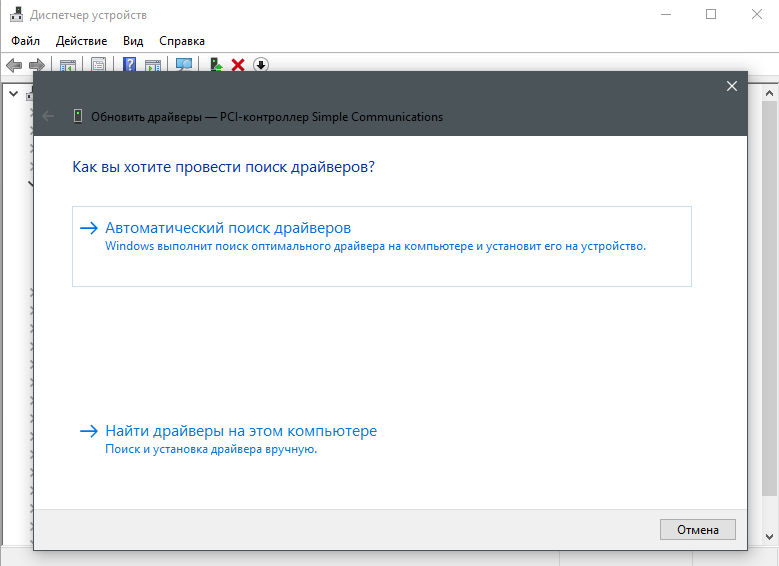 Диспетчер устройств
Файл Действие Вид Справка
Обновить драйверы — PCI-контроллер Simple Communications
Как вы хотите провести поиск драйверов?
Автоматический поиск драйверов
Windows выполнит поиск оптимального драйвера на компьютере и установит его на устройство.
Найти драйверы на этом компьютере
Поиск и установка драйвера вручную.
Отмена